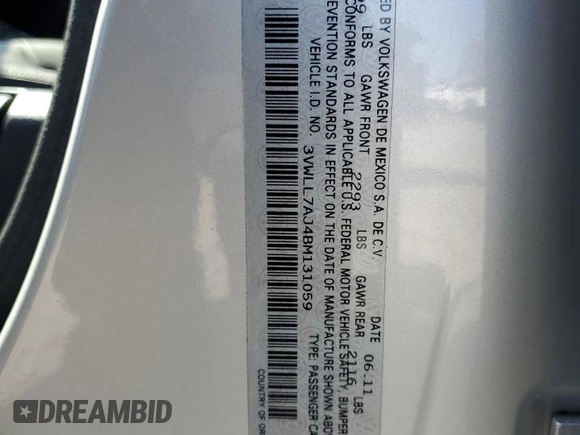 ED BY VOLKSWAGEN DE MEXICO S.A. DE C.V.
DATE 06.11
LBS GAWR FRONT 2293 LBS GAWR REAR 2116 LBS
CONFORMS TO ALL APPLICABLE U.S. FEDERAL MOTOR VEHICLE SAFETY, BUMPER
EVENTION STANDARDS IN EFFECT ON THE DATE OF MANUFACTURE SHOWN ABO
VEHICLE I.D. NO. 3VWLL7AJ4BM131059
TYPE: PASSENGER CA
COUNTRY OF ORI
DREAMBID